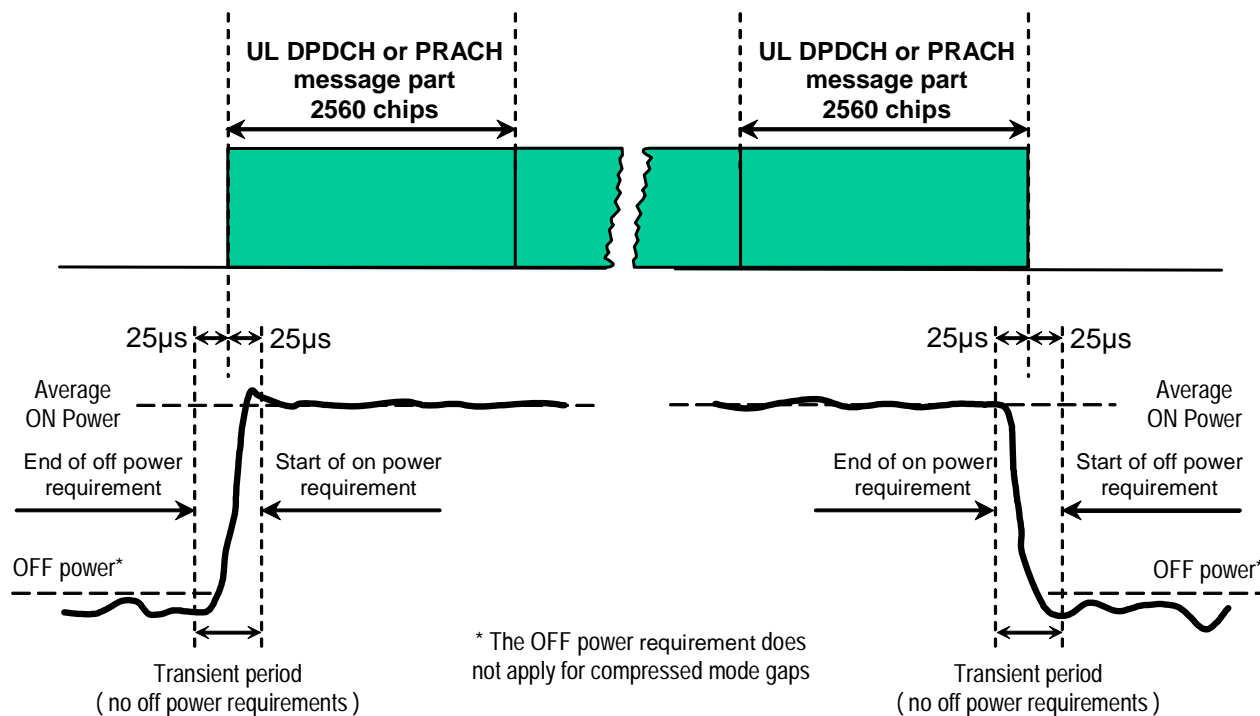 UL DPDCH or PRACH
message part
2560 chips
UL DPDCH or PRACH
message part
2560 chips
25µs
25µs
25µs
25µs
Average
ON Power
Average
ON Power
End of off power
requirement
Start of on power
requirement
End of on power
requirement
Start of off power
requirement
OFF power*
OFF power*
* The OFF power requirement does
not apply for compressed mode gaps
Transient period
( no off power requirements )
Transient period
( no off power requirements )